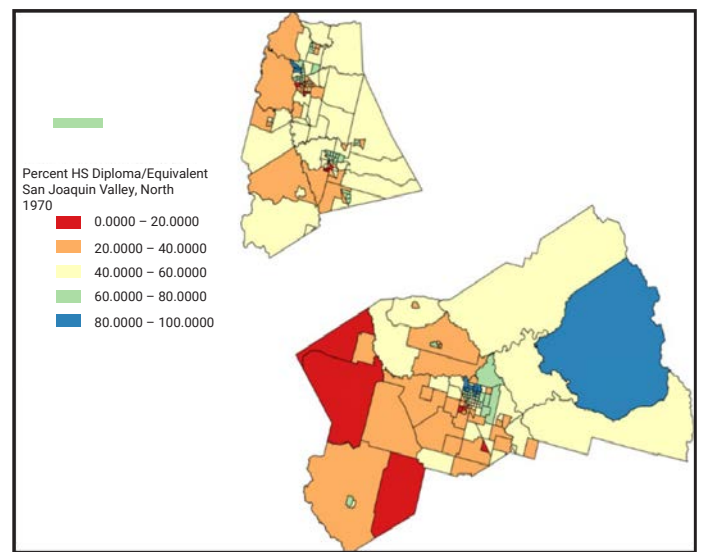 Percent HS Diploma/Equivalent
San Joaquin Valley, North
1970
0.0000 – 20.0000
20.0000 – 40.0000
40.0000 – 60.0000
60.0000 – 80.0000
80.0000 – 100.0000